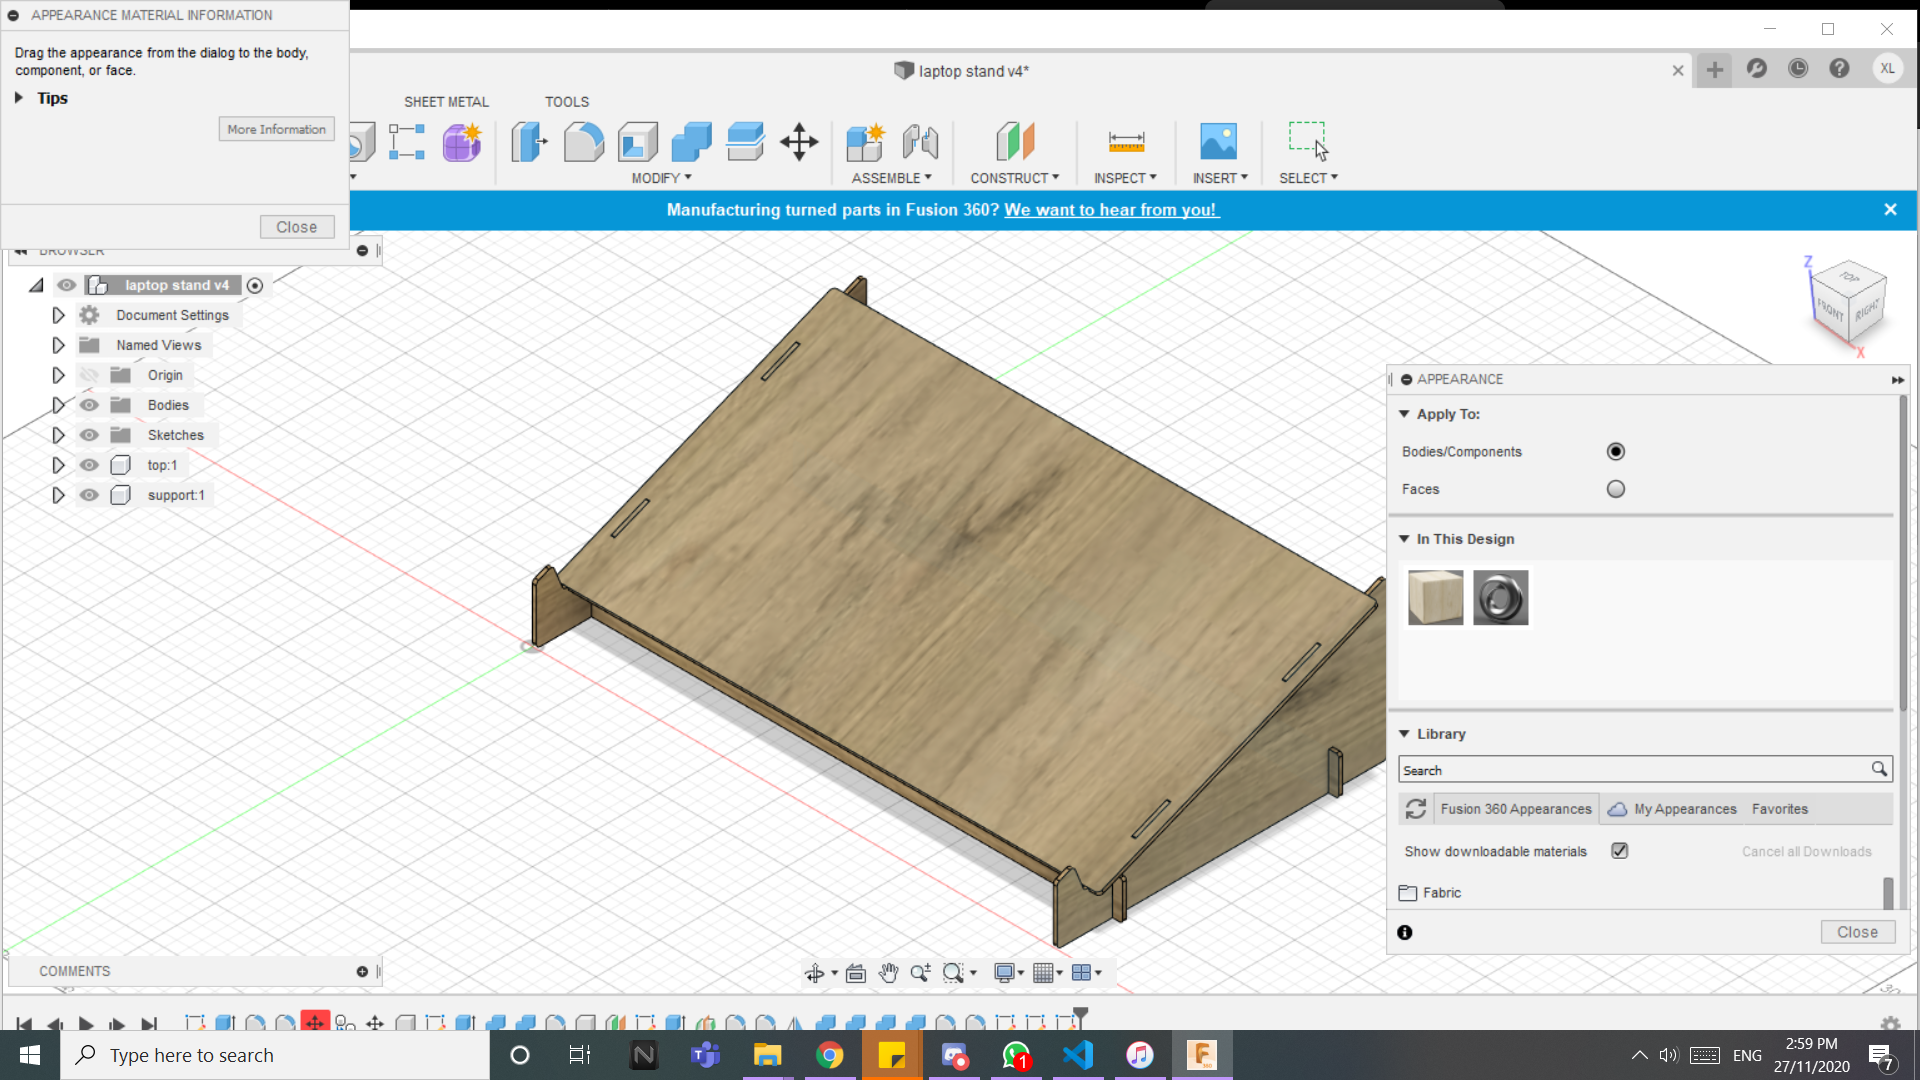 APPEARANCE MATERIAL INFORMATION
Drag the appearance from the dialog to the body,
component, or face.
Tips
More Information
Close
laptop stand v4*
XL
SHEET METAL
TOOLS
MODIFY
ASSEMBLE
CONSTRUCT
INSPECT
INSERT
SELECT
Manufacturing turned parts in Fusion 360? We want to hear from you!
BROWSER
laptop stand v4
Document Settings
Named Views
Origin
Bodies
Sketches
top:1
support:1
Z
TOP
FRONT
RIGHT
X
APPEARANCE
Apply To:
Bodies/Components
Faces
In This Design
Library
Search
Fusion 360 Appearances
My Appearances
Favorites
Show downloadable materials
Cancel all Downloads
Fabric
Close
COMMENTS
Type here to search
1
ENG
2:59 PM
27/11/2020
7